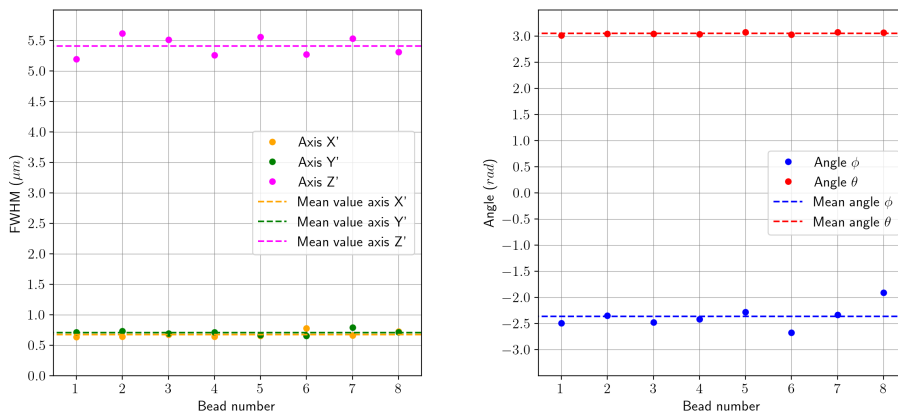 FWHM (μm)
5.5
5.0
4.5
4.0
3.5
3.0
2.5
2.0
1.5
1.0
0.5
0.0
Axis X'
Axis Y'
Axis Z'
Mean value axis X'
Mean value axis Y'
Mean value axis Z'
1 2 3 4 5 6 7 8
Bead number
Angle (rad)
3.0
2.5
2.0
1.5
1.0
0.5
0.0
−0.5
−1.0
−1.5
−2.0
−2.5
−3.0
Angle ϕ
Angle θ
Mean angle ϕ
Mean angle θ
1 2 3 4 5 6 7 8
Bead number